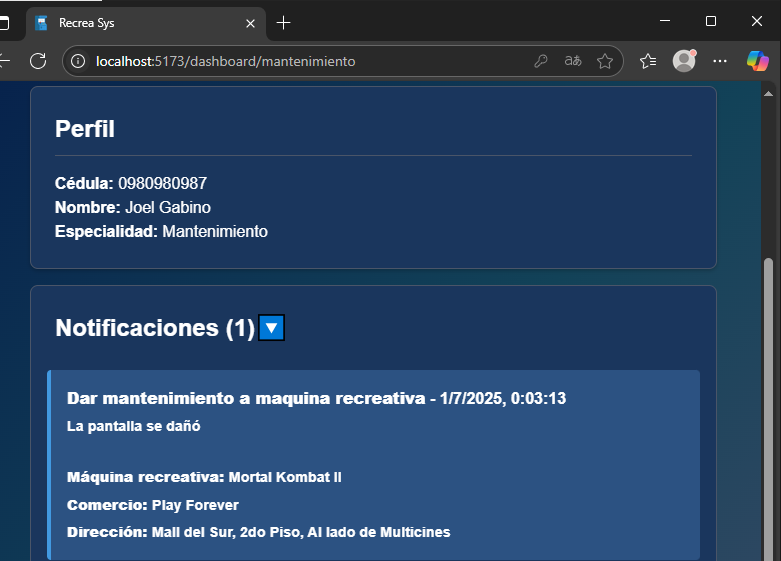 Recrea Sys
localhost:5173/dashboard/mantenimiento
Perfil
Cédula: 0980980987
Nombre: Joel Gabino
Especialidad: Mantenimiento
Notificaciones (1)
Dar mantenimiento a maquina recreativa - 1/7/2025, 0:03:13
La pantalla se dañó
Máquina recreativa: Mortal Kombat II
Comercio: Play Forever
Dirección: Mall del Sur, 2do Piso, Al lado de Multicines